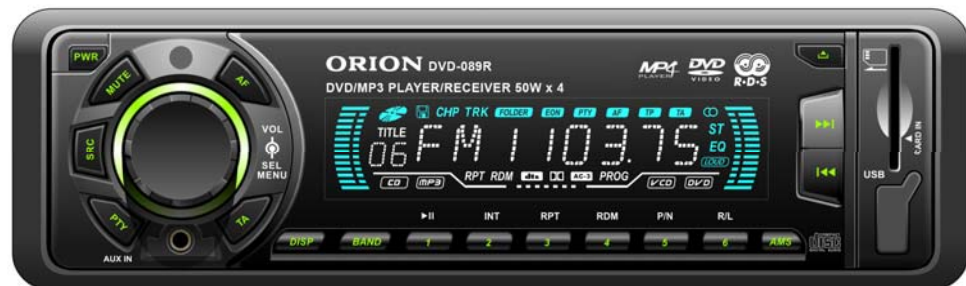 PWR
MUTE
AF
SRC
VOL
SEL
MENU
PTY
TA
AUX IN
ORION DVD-089R
DVD/MP3 PLAYER/RECEIVER 50W x 4
MP4 PLAYER
DVD VIDEO
R·D·S
CHP TRK FOLDER EON PTY AF TP TA
TITLE
06 FM1 103.75
ST
EQ
LOUD
CD MP3 RPT RDM dts AC-3 PROG VCD DVD
INT RPT RDM P/N R/L
DISP BAND 1 2 3 4 5 6 AMS
CARD IN
USB